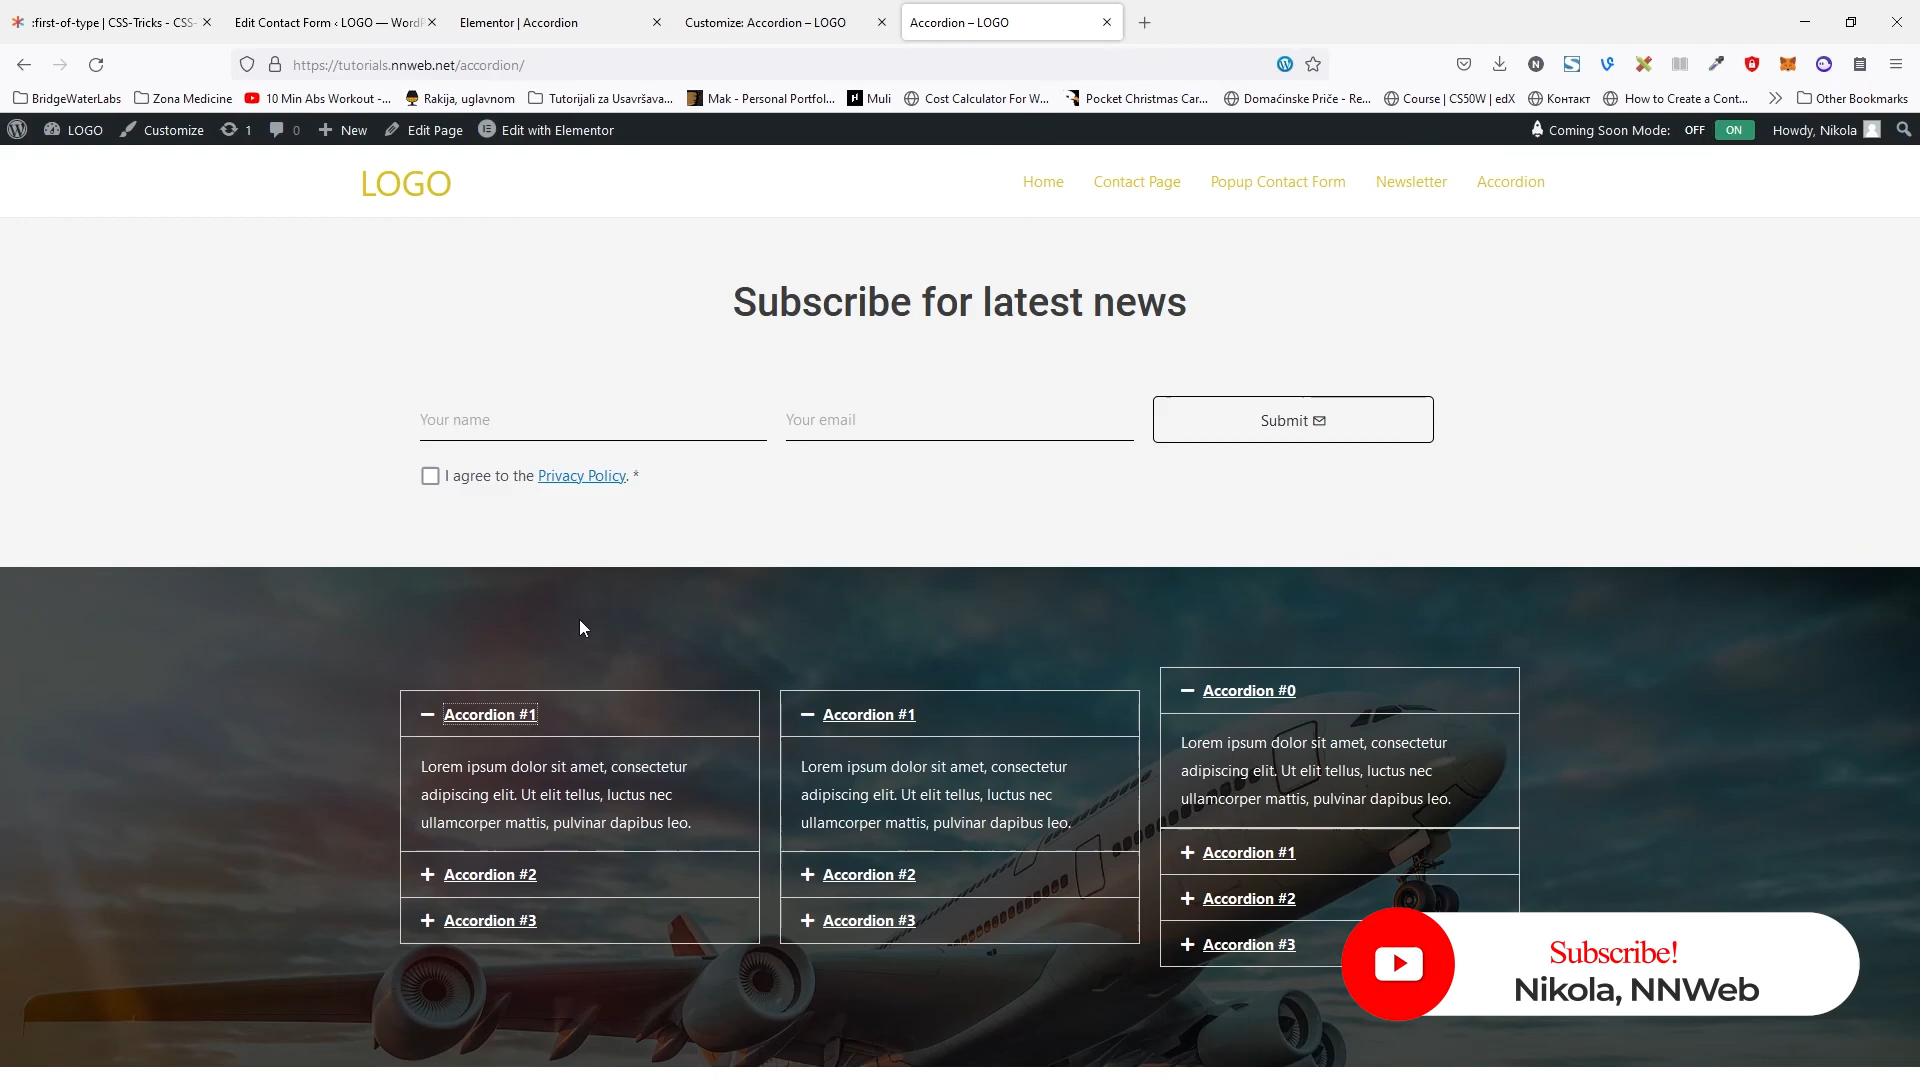 :first-of-type | CSS-Tricks - CSS-
Edit Contact Form ‹ LOGO — WordP
Elementor | Accordion
Customize: Accordion – LOGO
Accordion – LOGO
https://tutorials.nnweb.net/accordion/
BridgeWaterLabs
Zona Medicine
10 Min Abs Workout -...
Rakija, uglavnom
Tutorijali za Usavršava...
Mak - Personal Portfol...
Muli
Cost Calculator For W...
Pocket Christmas Car...
Domaćinske Priče - Re...
Course | CS50W | edX
Контакт
How to Create a Cont...
Other Bookmarks
LOGO
Customize
1
0
New
Edit Page
Edit with Elementor
Coming Soon Mode:
OFF
ON
Howdy, Nikola
LOGO
Home
Contact Page
Popup Contact Form
Newsletter
Accordion
Subscribe for latest news
Your name
Your email
Submit
I agree to the Privacy Policy. *
Accordion #1
Lorem ipsum dolor sit amet, consectetur
adipiscing elit. Ut elit tellus, luctus nec
ullamcorper mattis, pulvinar dapibus leo.
Accordion #2
Accordion #3
Accordion #1
Lorem ipsum dolor sit amet, consectetur
adipiscing elit. Ut elit tellus, luctus nec
ullamcorper mattis, pulvinar dapibus leo.
Accordion #2
Accordion #3
Accordion #0
Lorem ipsum dolor sit amet, consectetur
adipiscing elit. Ut elit tellus, luctus nec
ullamcorper mattis, pulvinar dapibus leo.
Accordion #1
Accordion #2
Accordion #3
Subscribe!
Nikola, NNWeb